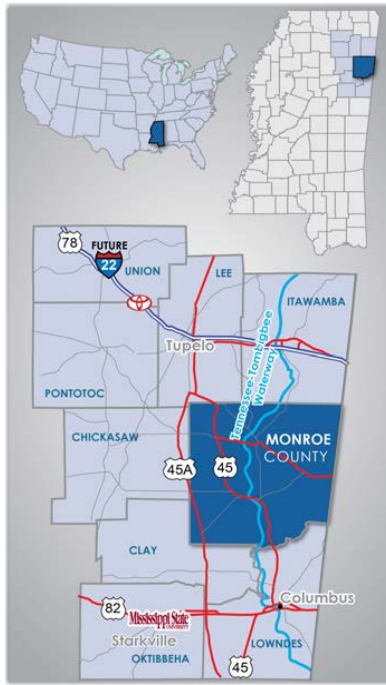 78
FUTURE
22
UNION
LEE
ITAWAMBA
Tupelo
Tennessee-Tombigbee
Waterway
PONTOTOC
CHICKASAW
MONROE
COUNTY
45A
45
CLAY
Columbus
82
Mississippi State
UNIVERSITY
Starkville
OKTIBBEHA
LOWNDES
45